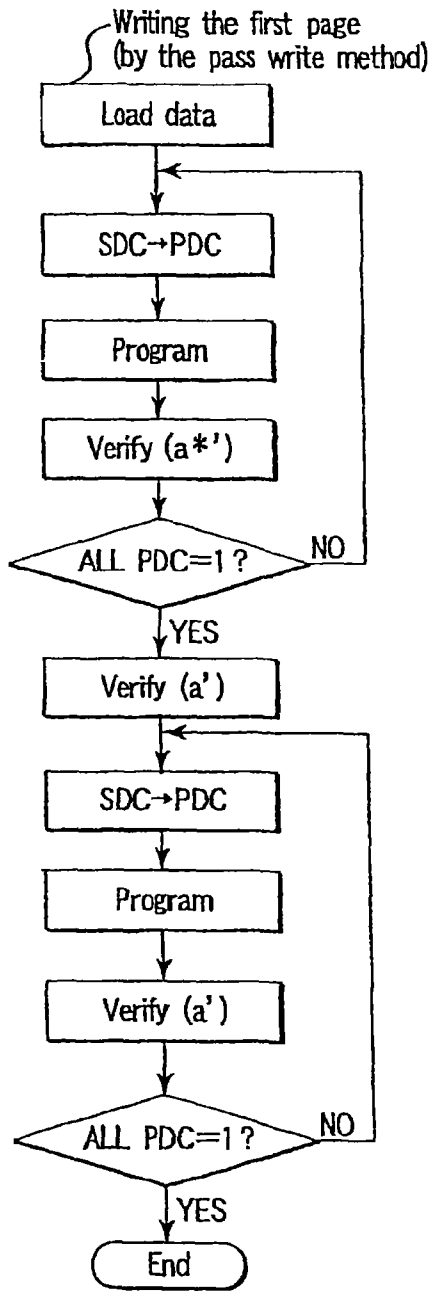 Writing the first page
(by the pass write method)
Load data
SDC→PDC
Program
Verify (a*')
ALL PDC=1?
NO
YES
Verify (a')
SDC→PDC
Program
Verify (a')
ALL PDC=1?
NO
YES
End